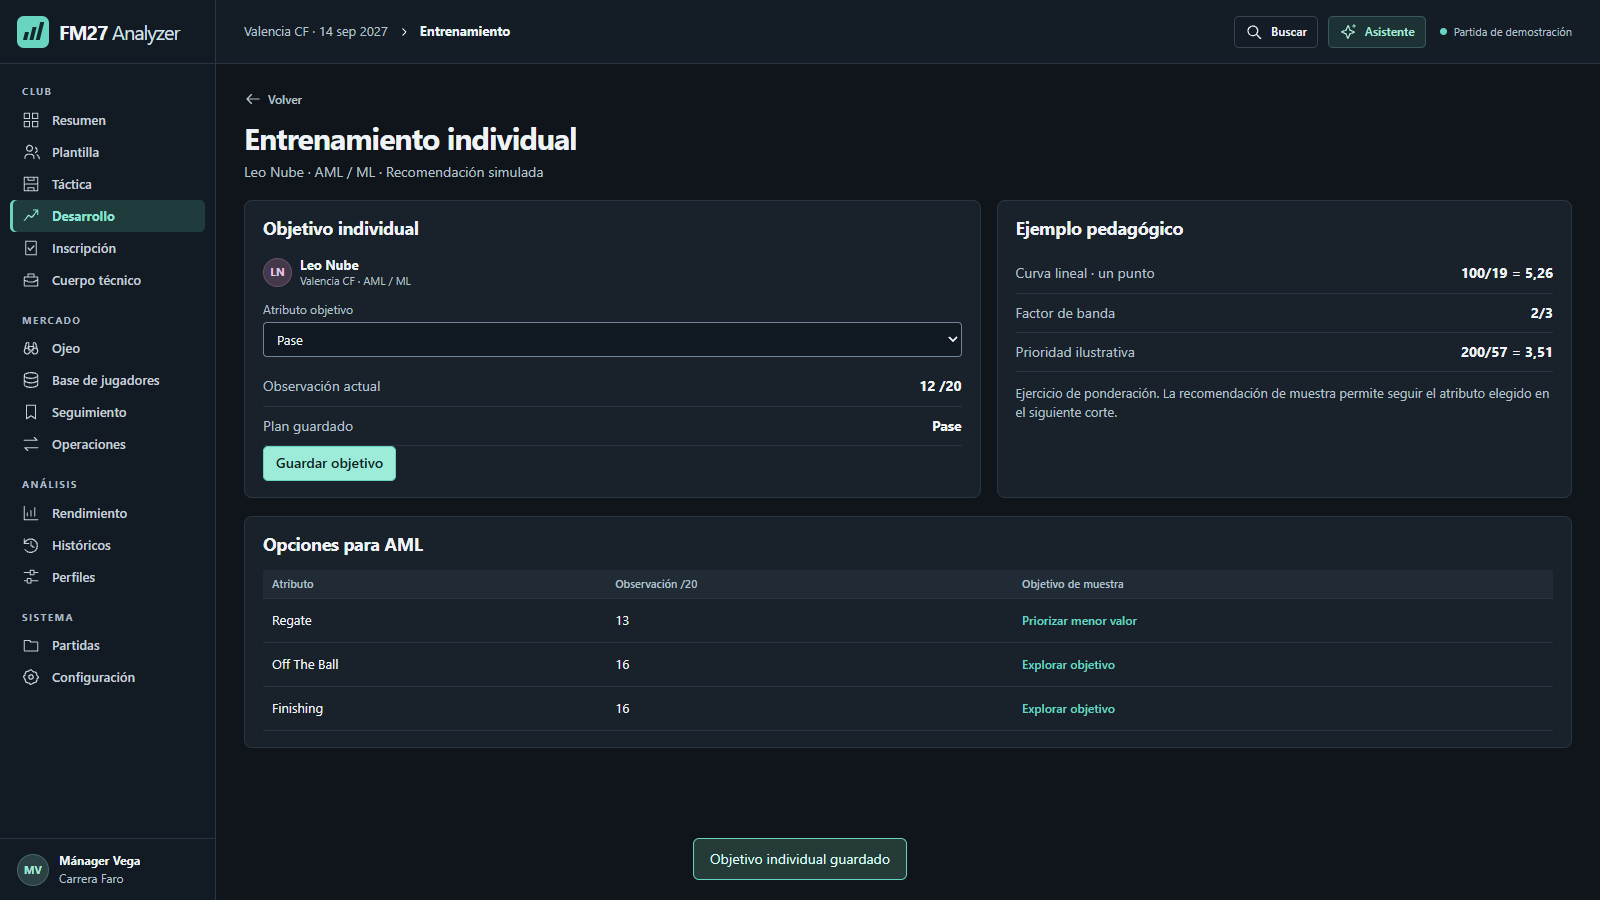 FM27 Analyzer
Valencia CF · 14 sep 2027 > Entrenamiento
Buscar
Asistente
Partida de demostración
CLUB
Resumen
Plantilla
Táctica
Desarrollo
Inscripción
Cuerpo técnico
MERCADO
Ojeo
Base de jugadores
Seguimiento
Operaciones
ANÁLISIS
Rendimiento
Históricos
Perfiles
SISTEMA
Partidas
Configuración
MV
Mánager Vega
Carrera Faro
← Volver
Entrenamiento individual
Leo Nube · AML / ML · Recomendación simulada
Objetivo individual
LN
Leo Nube
Valencia CF · AML / ML
Atributo objetivo
Pase
Observación actual 12 /20
Plan guardado Pase
Guardar objetivo
Ejemplo pedagógico
Curva lineal · un punto 100/19 = 5,26
Factor de banda 2/3
Prioridad ilustrativa 200/57 = 3,51
Ejercicio de ponderación. La recomendación de muestra permite seguir el atributo elegido en
el siguiente corte.
Opciones para AML
Atributo Observación /20 Objetivo de muestra
Regate 13 Priorizar menor valor
Off The Ball 16 Explorar objetivo
Finishing 16 Explorar objetivo
Objetivo individual guardado